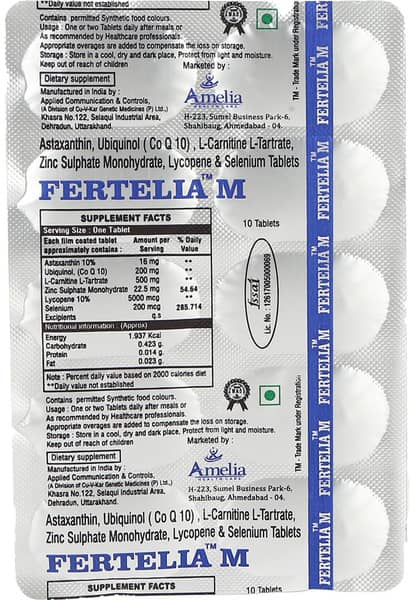 **Daily value not established
Contains permitted Synthetic food colours.
Usage : One or two Tablets daily after meals or
As recommended by Healthcare professionals.
Appropriate overages are added to compensate the loss on storage.
Storage : Store in a cool, dry and dark place, Protect from light and moisture.
Keep out of reach of children
Marketed by :
Dietary supplement
Manufactured in India by :
Applied Communication & Controls,
(A Division of Cu-V-Kar Genetic Medicines (P) Ltd.,)
Khasra No.122, Selaqui Industrial Area,
Dehradun, Uttarakhand.
Amelia
HEALTHCARE
H-223, Sumel Business Park-6,
Shahibaug, Ahmedabad - 04.
TM - Trade Mark under Registration
Astaxanthin, Ubiquinol ( Co Q 10) , L-Carnitine L-Tartrate,
Zinc Sulphate Monohydrate, Lycopene & Selenium Tablets
FERTELIA™ M
10 Tablets
SUPPLEMENT FACTS
Serving Size : One Tablet
Each film coated tablet approximately contains : Amount per Serving % Daily Value
Astaxanthin 10% 16 mg **
Ubiquinol, (Co Q 10) 200 mg **
L-Carnitine L-Tartrate 500 mg **
Zinc Sulphate Monohydrate 22.5 mg 54.64
Lycopene 10% 5000 mcg **
Selenium 200 mcg 285.714
Excipients q.s
Nutritional information : (Approx)
Energy 1.937 Kcal
Carbohydrate 0.423 g.
Protein 0.014 g.
Fat 0.023 g.
Note : Percent daily value based on 2000 calories diet
**Daily value not established
fssai
Lic. No. : 12617005000069
Contains permitted Synthetic food colours.
Usage : One or two Tablets daily after meals or
As recommended by Healthcare professionals.
Appropriate overages are added to compensate the loss on storage.
Storage : Store in a cool, dry and dark place, Protect from light and moisture.
Keep out of reach of children
Marketed by :
Dietary supplement
Manufactured in India by :
Applied Communication & Controls,
(A Division of Cu-V-Kar Genetic Medicines (P) Ltd.,)
Khasra No.122, Selaqui Industrial Area,
Dehradun, Uttarakhand.
Amelia
HEALTHCARE
H-223, Sumel Business Park-6,
Shahibaug, Ahmedabad - 04.
TM - Trade Mark under Registration
Astaxanthin, Ubiquinol ( Co Q 10) , L-Carnitine L-Tartrate,
Zinc Sulphate Monohydrate, Lycopene & Selenium Tablets
FERTELIA™ M
10 Tablets
SUPPLEMENT FACTS
FERTELIA™ M
FERTELIA™ M
FERTELIA™ M
FERTELIA™ M
FERTELIA™ M